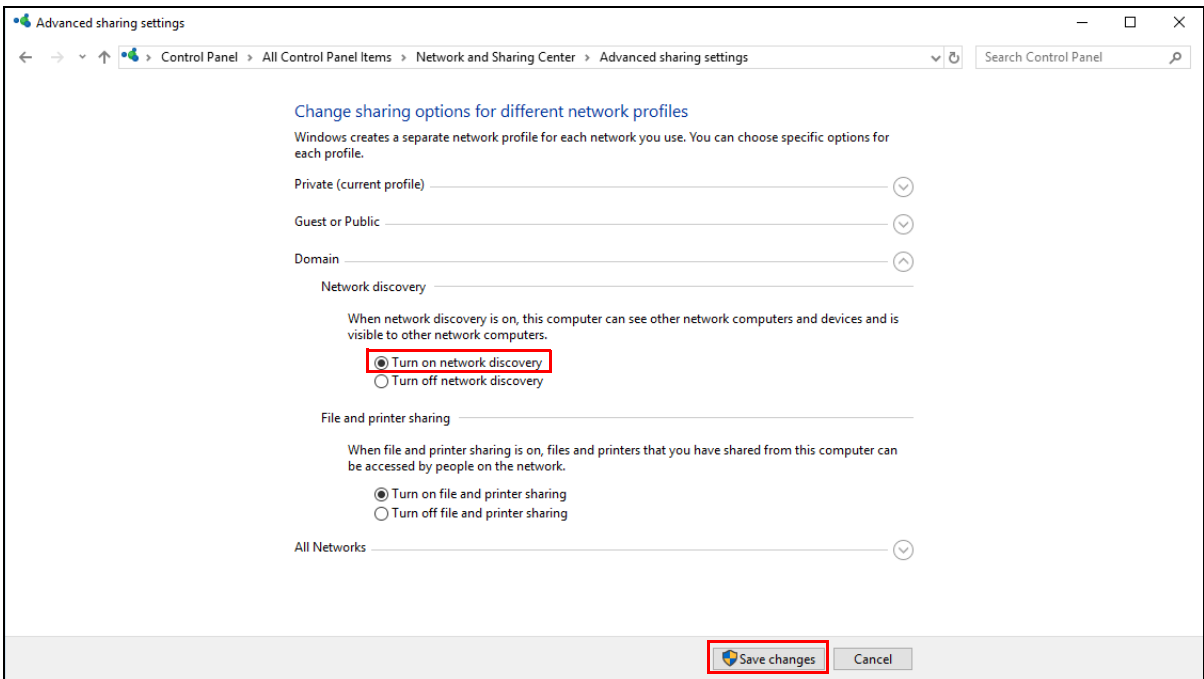 Advanced sharing settings
Control Panel > All Control Panel Items > Network and Sharing Center > Advanced sharing settings
Search Control Panel
Change sharing options for different network profiles
Windows creates a separate network profile for each network you use. You can choose specific options for
each profile.
Private (current profile)
Guest or Public
Domain
Network discovery
When network discovery is on, this computer can see other network computers and devices and is
visible to other network computers.
Turn on network discovery
Turn off network discovery
File and printer sharing
When file and printer sharing is on, files and printers that you have shared from this computer can
be accessed by people on the network.
Turn on file and printer sharing
Turn off file and printer sharing
All Networks
Save changes
Cancel